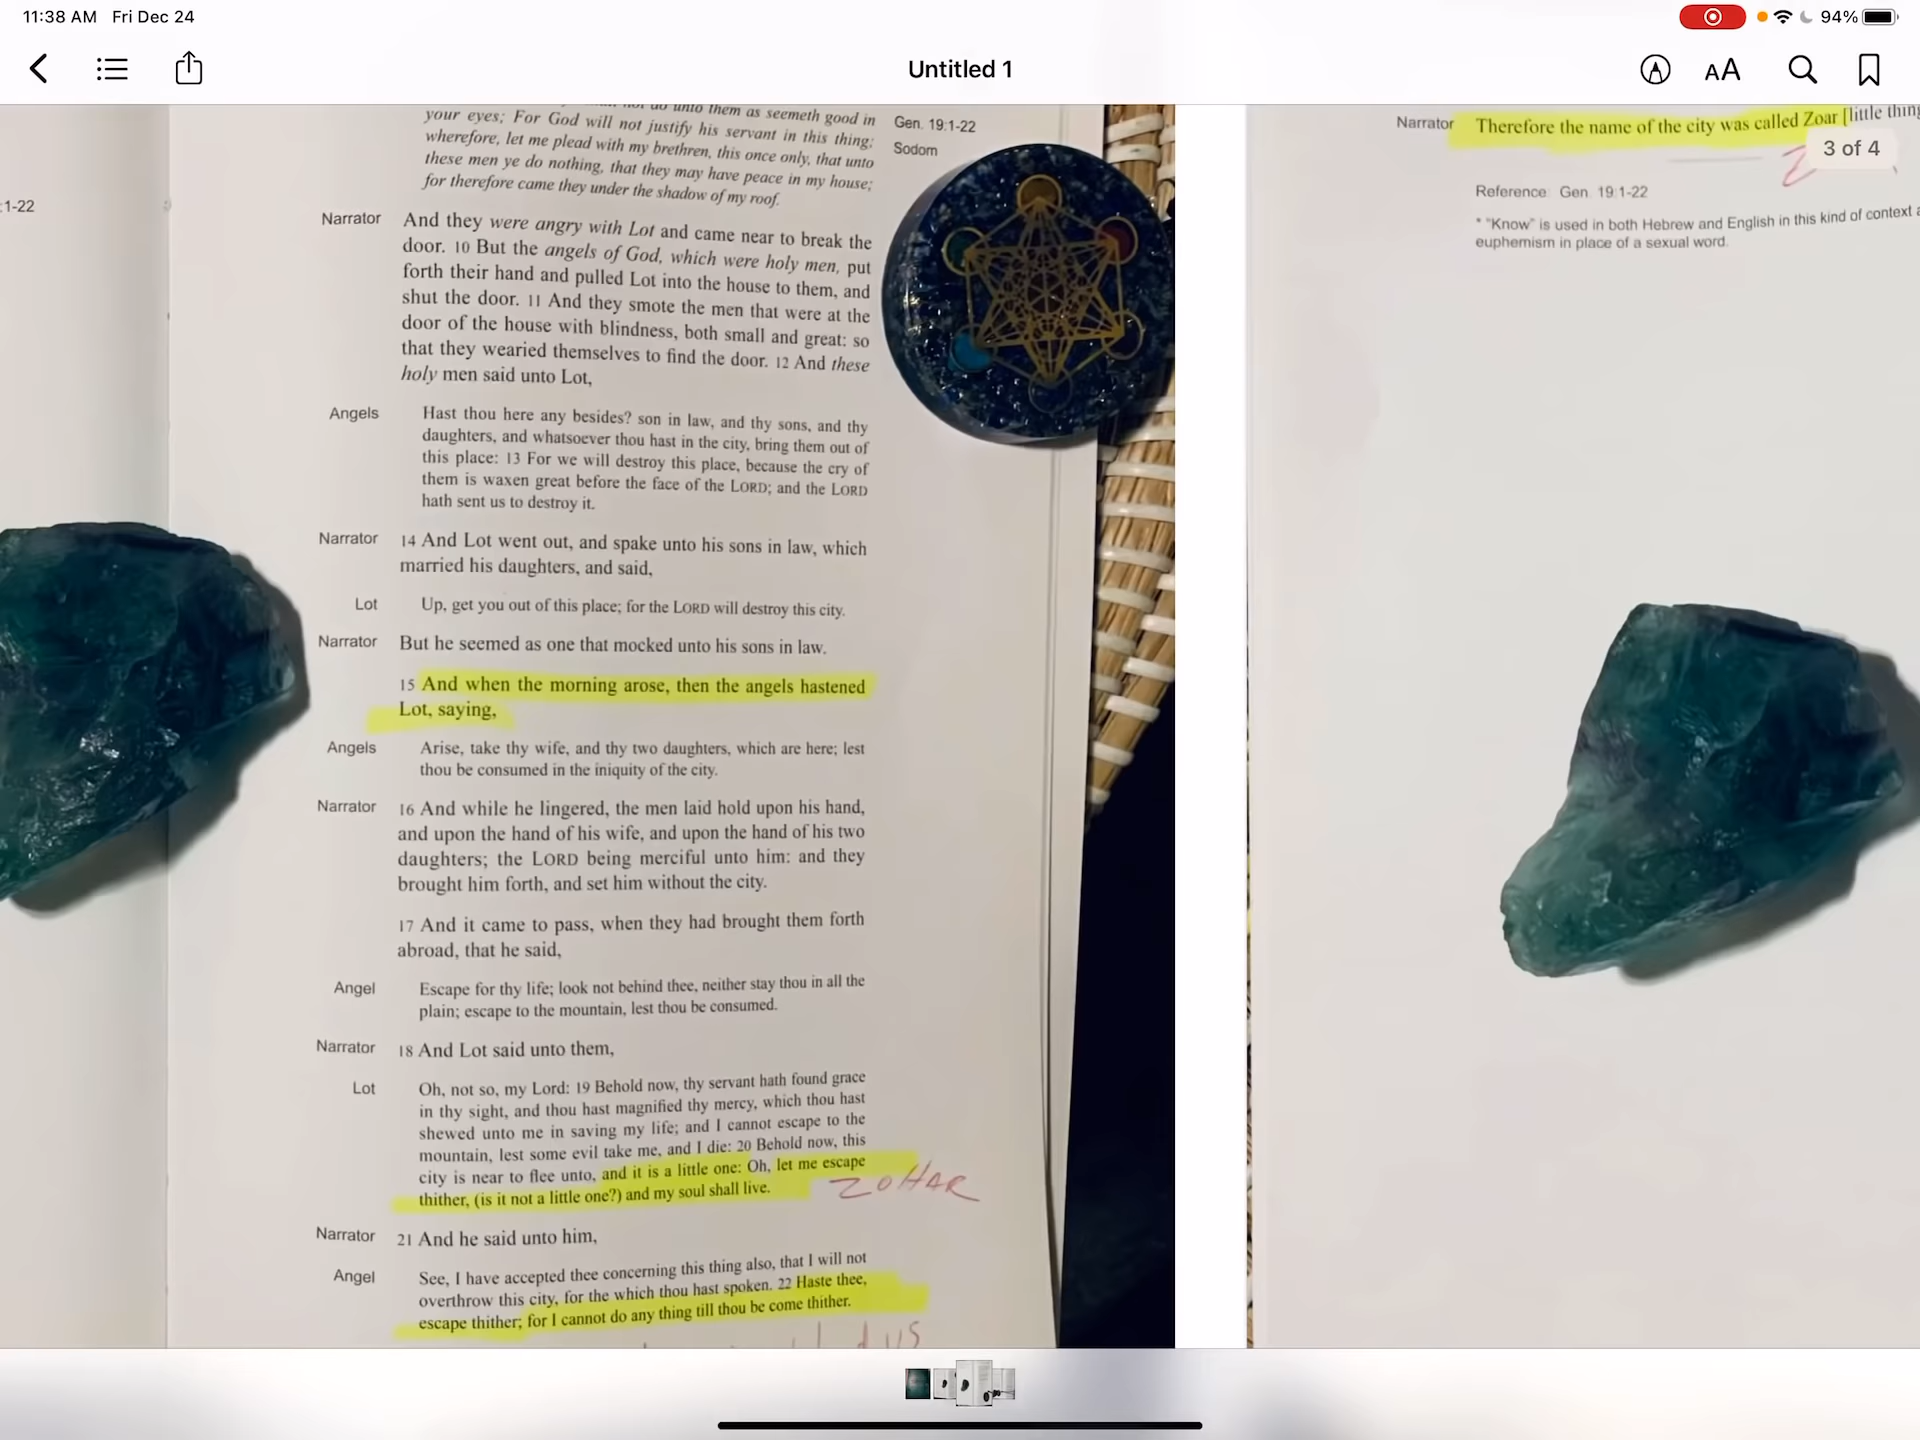 11:38 AM Fri Dec 24
94%
Untitled 1
AA
3 of 4
:1-22
unto them as seemeth good in
your eyes; For God will not justify his servant in this thing;
wherefore, let me plead with my brethren, this once only, that unto
these men ye do nothing, that they may have peace in my house;
for therefore came they under the shadow of my roof.
Gen. 19:1-22
Sodom
Narrator And they were angry with Lot and came near to break the
door. 10 But the angels of God, which were holy men, put
forth their hand and pulled Lot into the house to them, and
shut the door. 11 And they smote the men that were at the
door of the house with blindness, both small and great: so
that they wearied themselves to find the door. 12 And these
holy men said unto Lot,
Angels Hast thou here any besides? son in law, and thy sons, and thy
daughters, and whatsoever thou hast in the city, bring them out of
this place: 13 For we will destroy this place, because the cry of
them is waxen great before the face of the LORD; and the LORD
hath sent us to destroy it.
Narrator 14 And Lot went out, and spake unto his sons in law, which
married his daughters, and said,
Lot Up, get you out of this place; for the LORD will destroy this city.
Narrator But he seemed as one that mocked unto his sons in law.
15 And when the morning arose, then the angels hastened
Lot, saying,
Angels Arise, take thy wife, and thy two daughters, which are here; lest
thou be consumed in the iniquity of the city.
Narrator 16 And while he lingered, the men laid hold upon his hand,
and upon the hand of his wife, and upon the hand of his two
daughters; the LORD being merciful unto him: and they
brought him forth, and set him without the city.
17 And it came to pass, when they had brought them forth
abroad, that he said,
Angel Escape for thy life; look not behind thee, neither stay thou in all the
plain; escape to the mountain, lest thou be consumed.
Narrator 18 And Lot said unto them,
Lot Oh, not so, my Lord: 19 Behold now, thy servant hath found grace
in thy sight, and thou hast magnified thy mercy, which thou hast
shewed unto me in saving my life; and I cannot escape to the
mountain, lest some evil take me, and I die: 20 Behold now, this
city is near to flee unto, and it is a little one: Oh, let me escape
thither, (is it not a little one?) and my soul shall live.
ZOHAR
Narrator 21 And he said unto him,
Angel See, I have accepted thee concerning this thing also, that I will not
overthrow this city, for the which thou hast spoken. 22 Haste thee,
escape thither; for I cannot do any thing till thou be come thither.
Narrator Therefore the name of the city was called Zoar [little thing
Reference: Gen. 19:1-22
* "Know" is used in both Hebrew and English in this kind of context a
euphemism in place of a sexual word.